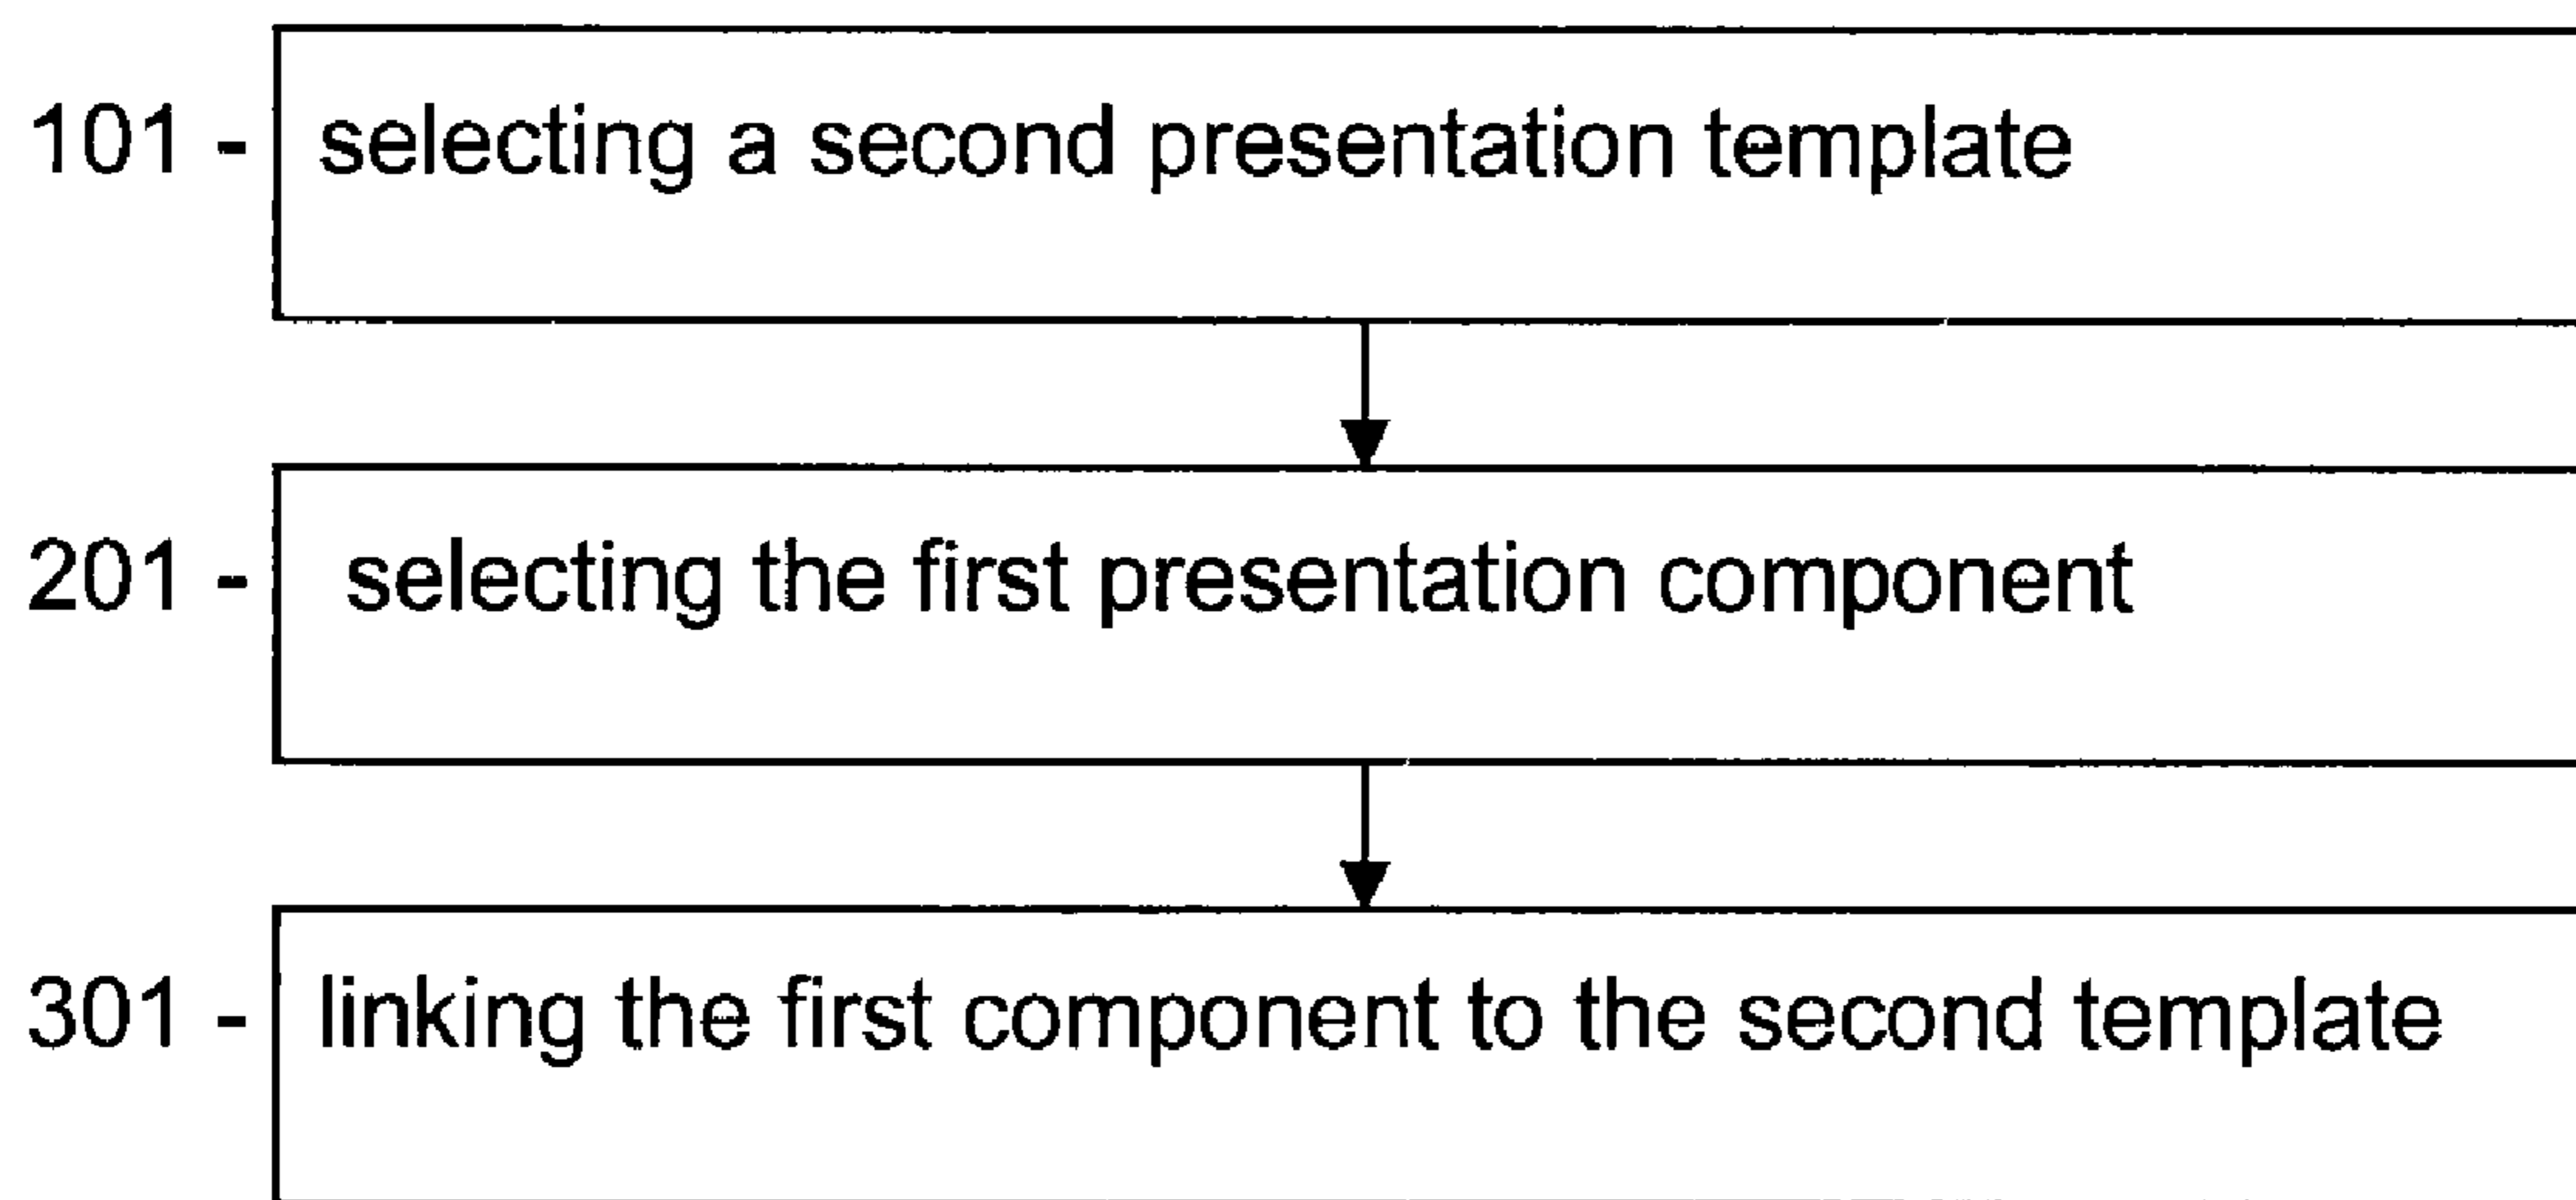 101 - selecting a second presentation template
201 - selecting the first presentation component
301 - linking the first component to the second template